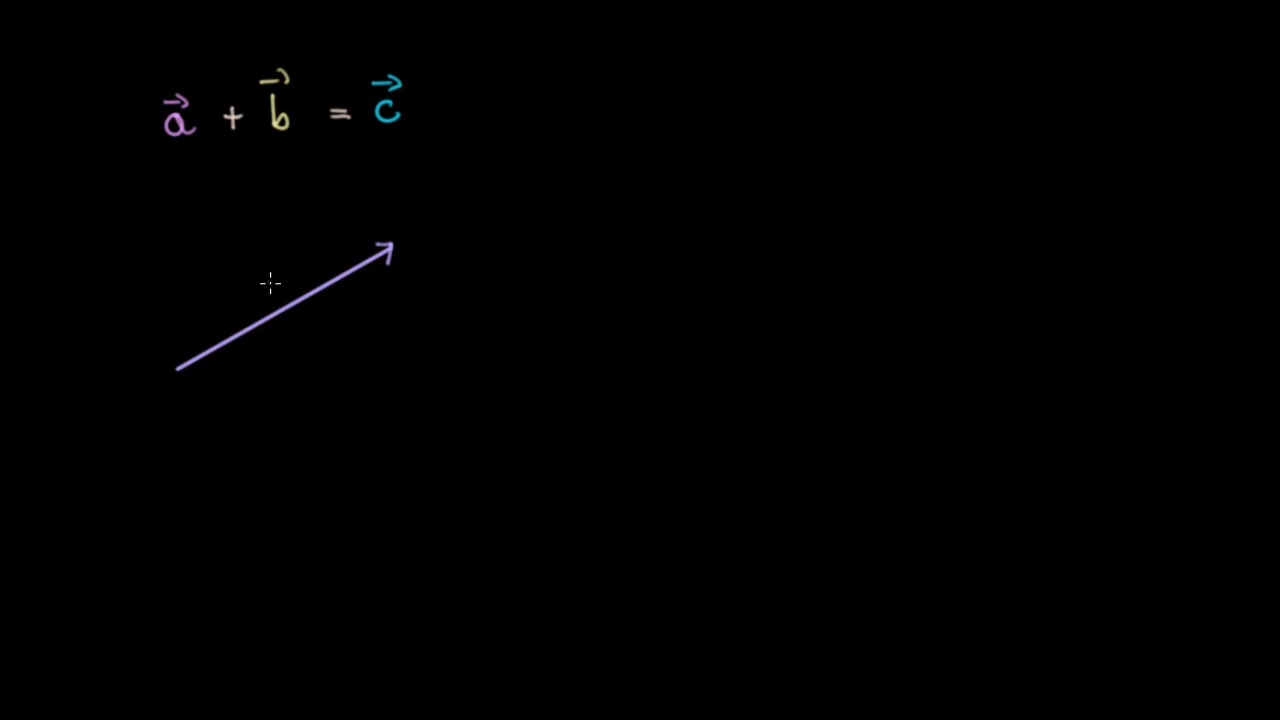 a⃗ + b⃗ = c⃗